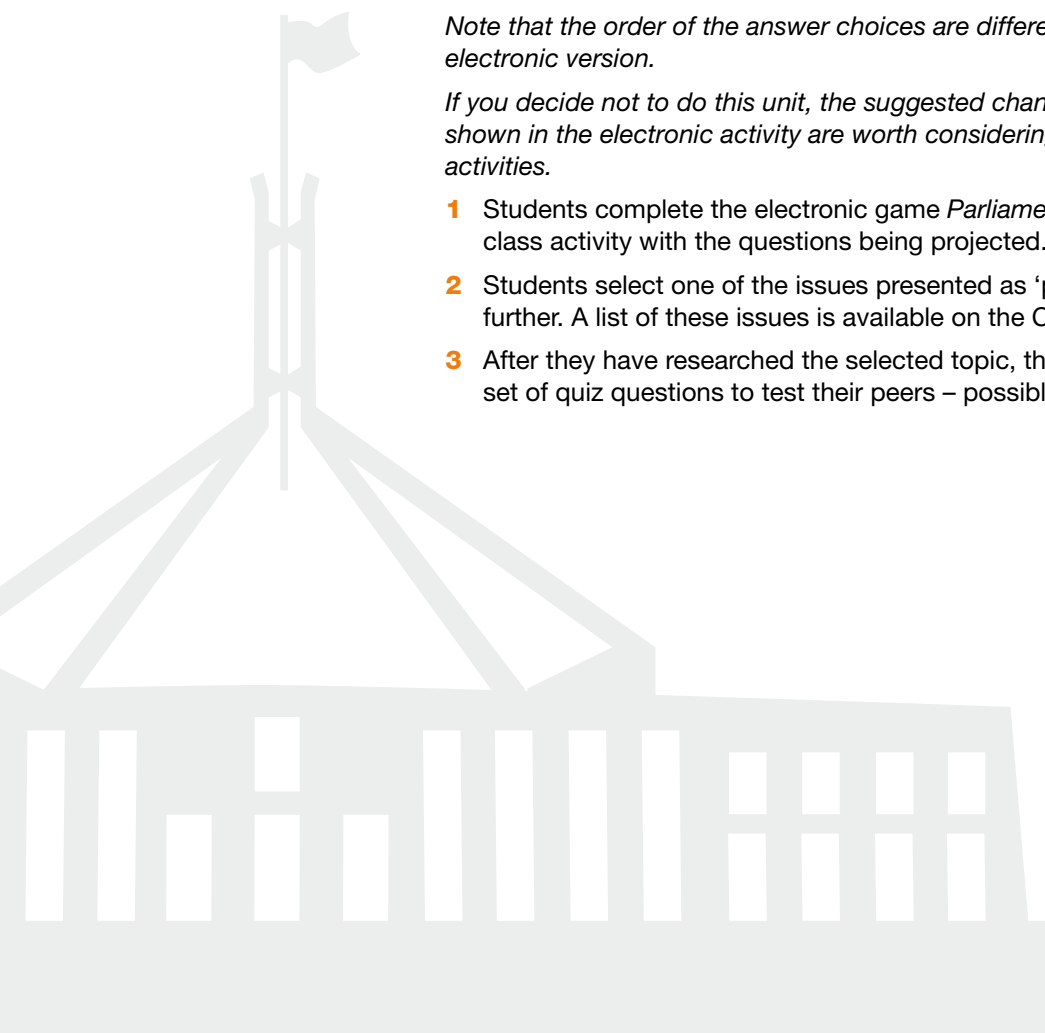 Note that the order of the answer choices are differe
electronic version.
If you decide not to do this unit, the suggested chan
shown in the electronic activity are worth considerin
activities.
1 Students complete the electronic game Parliame
class activity with the questions being projected.
2 Students select one of the issues presented as ‘p
further. A list of these issues is available on the C
3 After they have researched the selected topic, th
set of quiz questions to test their peers – possibl